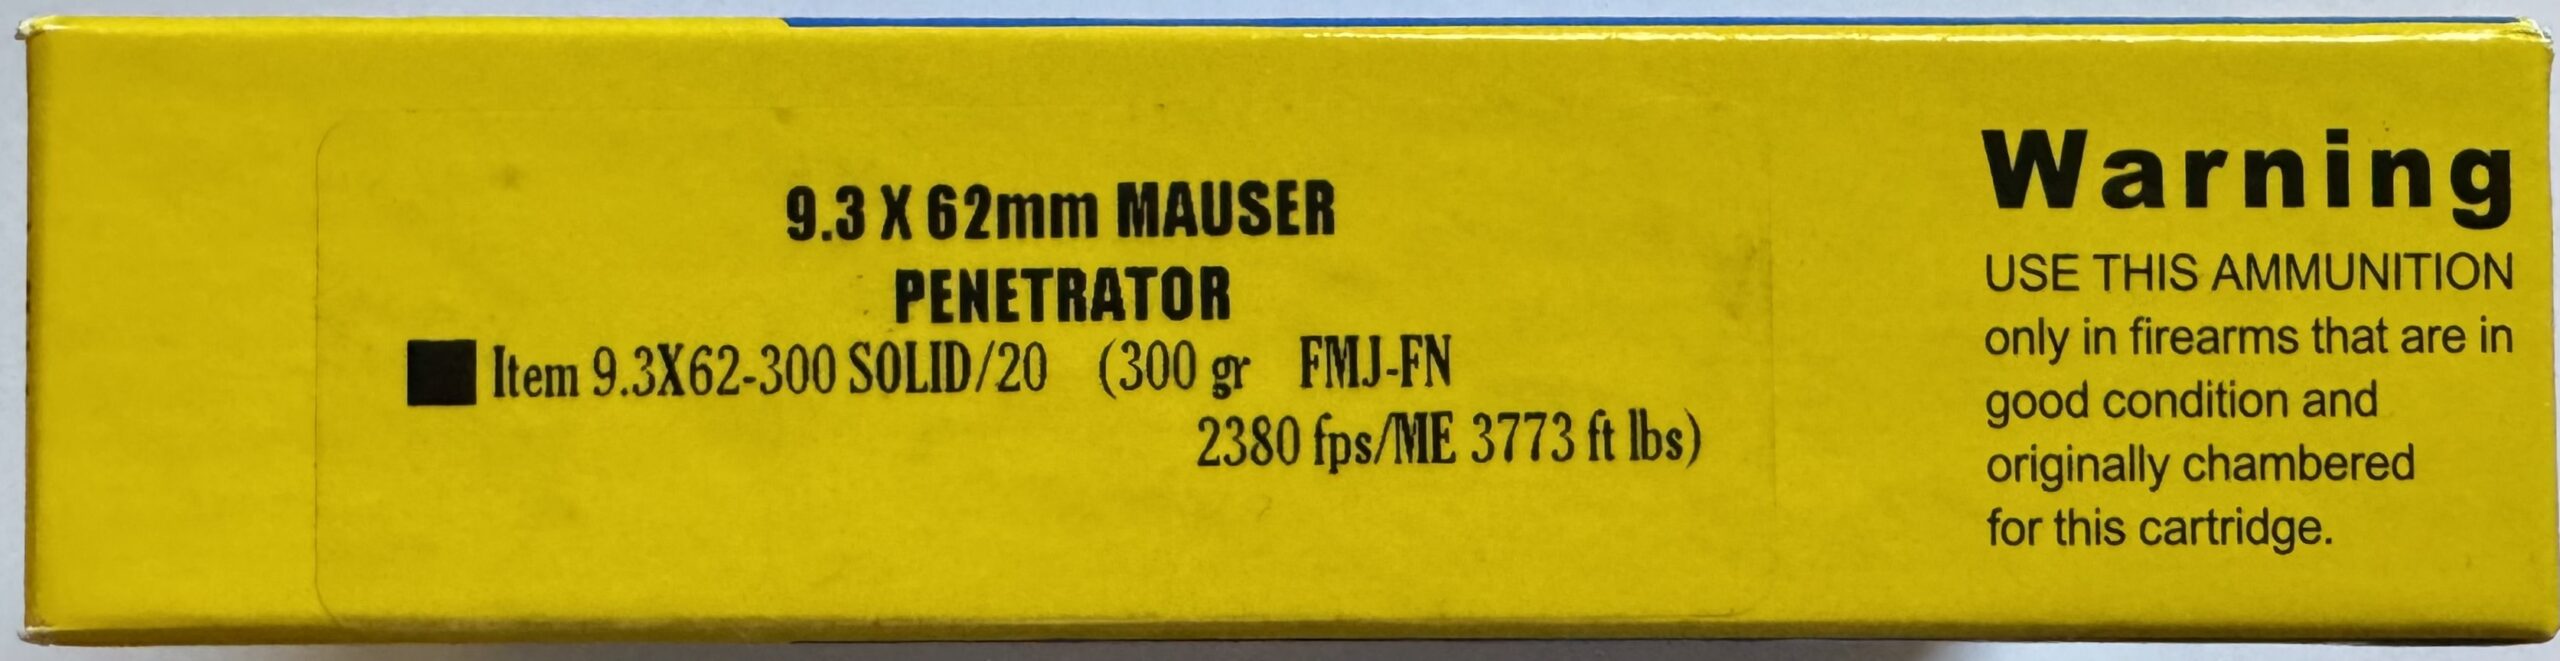 9.3 X 62mm MAUSER
PENETRATOR
Item 9.3X62-300 SOLID/20 (300 gr FMJ-FN
2380 fps/ME 3773 ft lbs)
Warning
USE THIS AMMUNITION
only in firearms that are in
good condition and
originally chambered
for this cartridge.